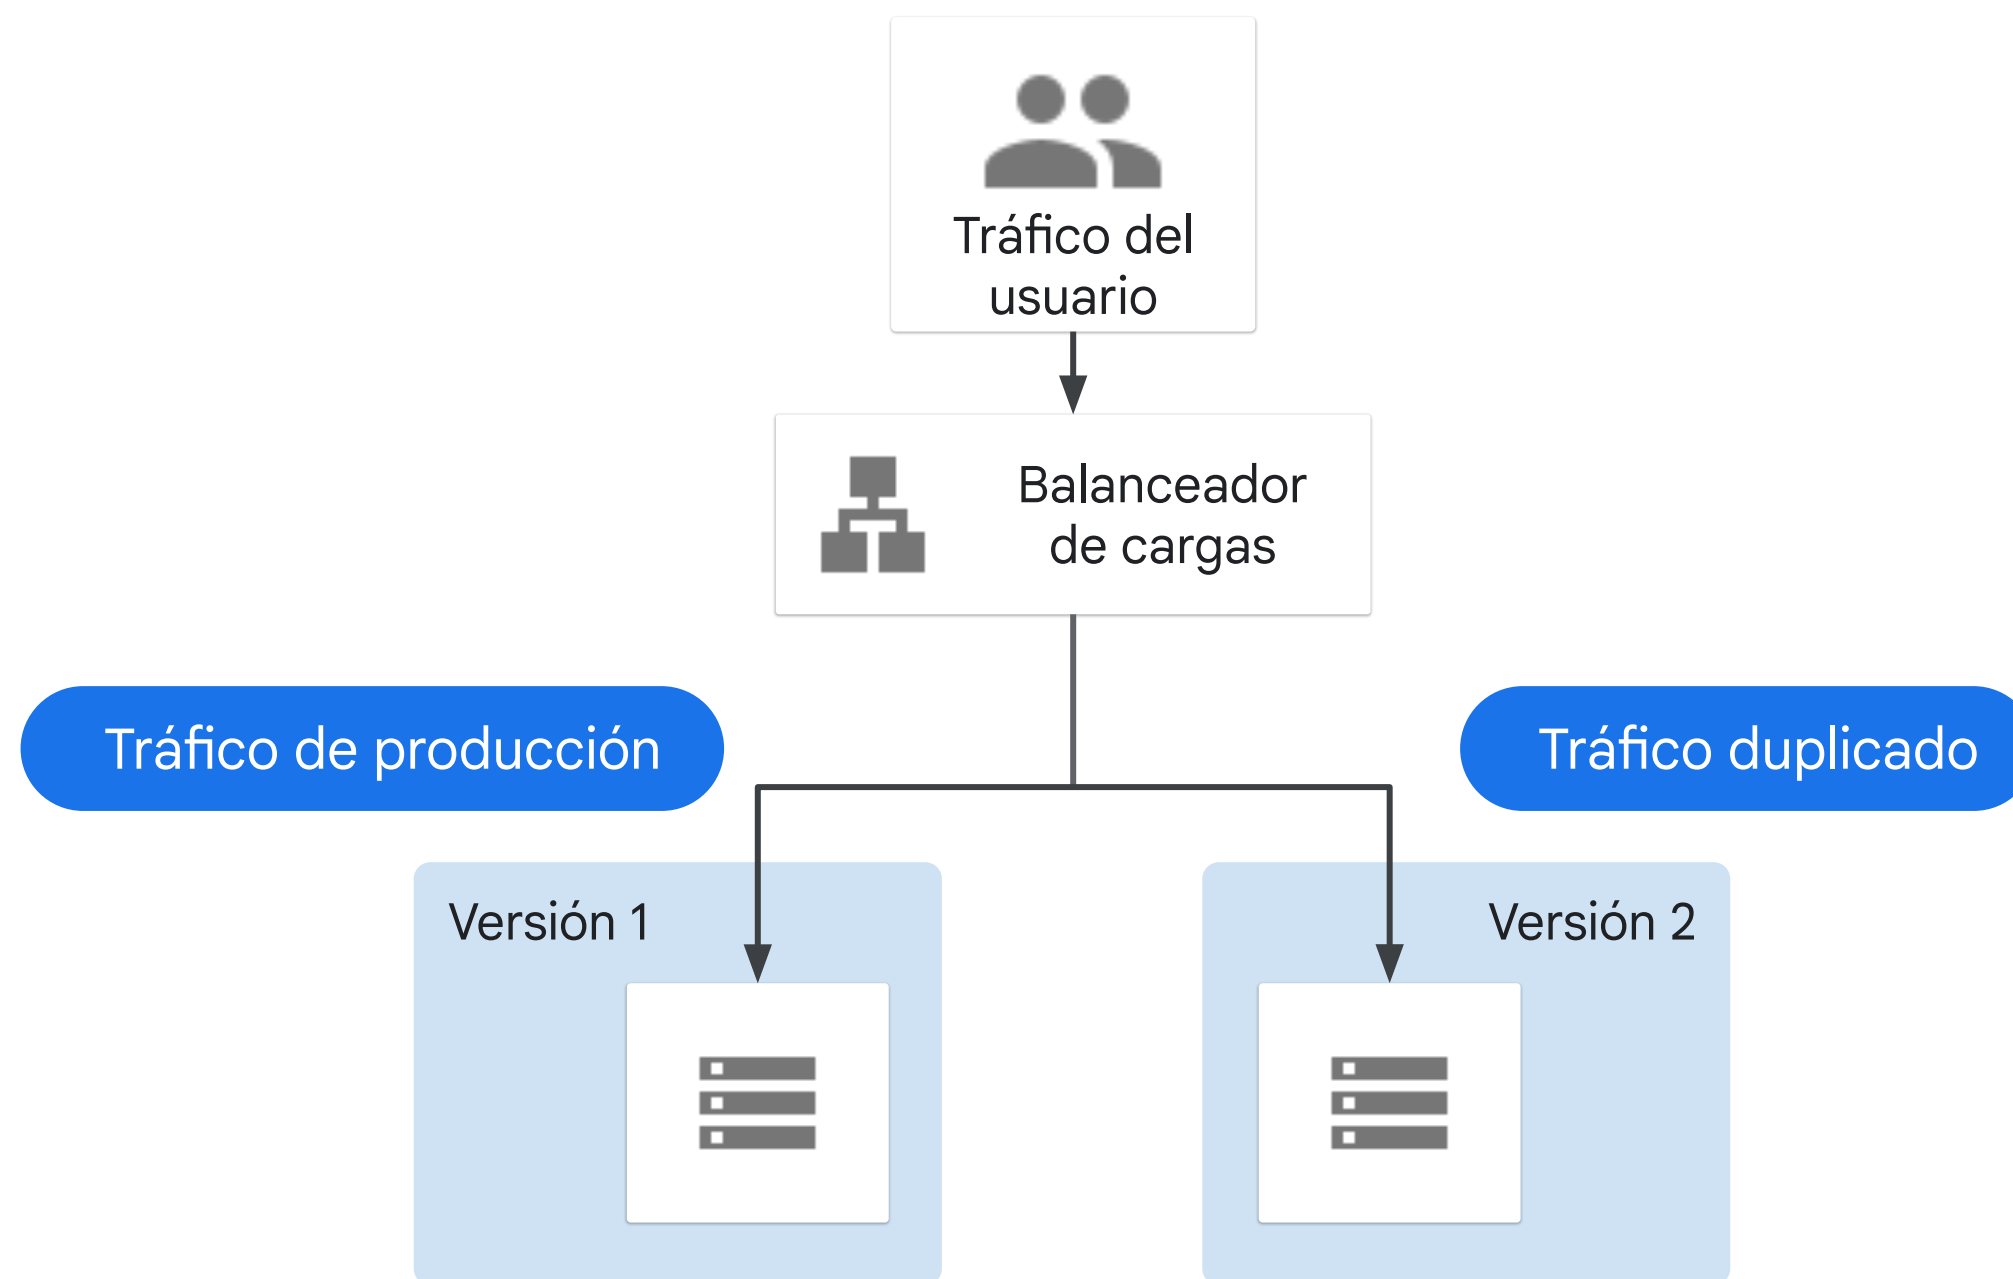 Tráfico del
usuario
Balanceador
de cargas
Tráfico de producción
Tráfico duplicado
Versión 1
Versión 2